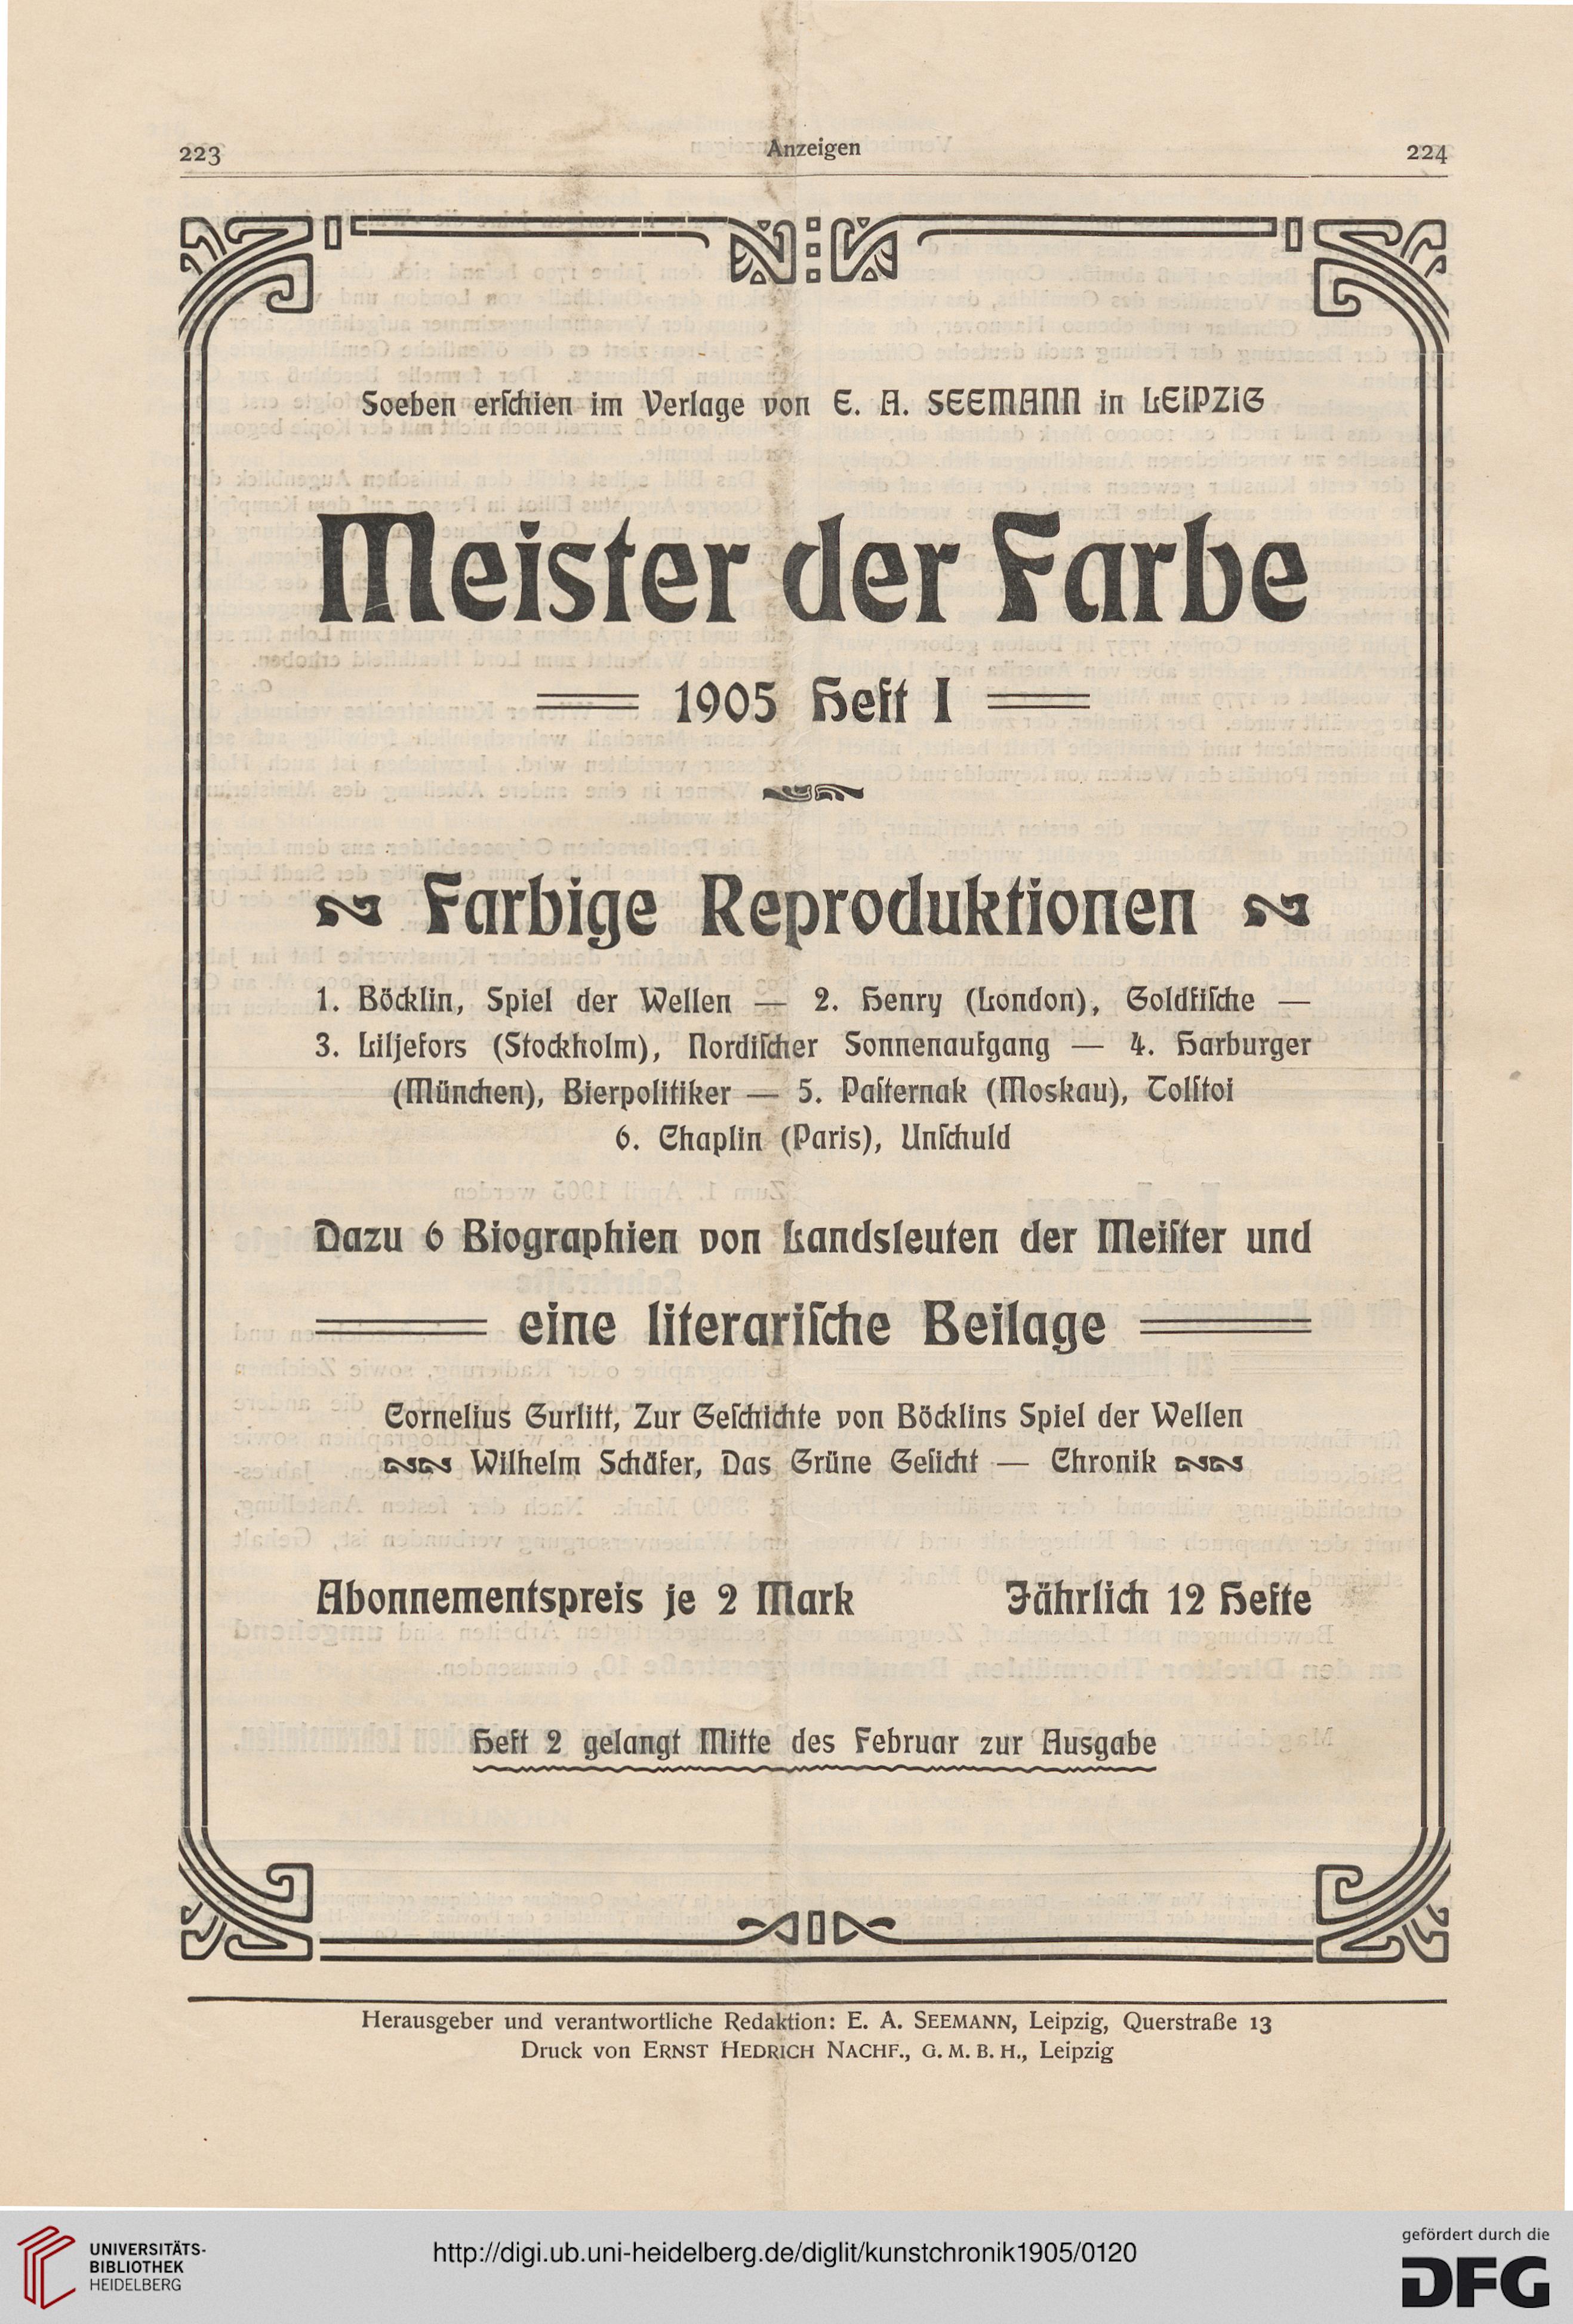 223 Anzeigen 224
Soeben erſchien im Verlage von E. A. SEEMANN in LEIPZIG
Meister der Farbe
1905 Heft I
Farbige Reproduktionen
1. Böcklin, Spiel der Wellen — 2. Henry (London), Goldfiſche —
3. Liljefors (Stockholm), Nordiſcher Sonnenaufgang — 4. Harburger
(München), Bierpolitiker — 5. Paſternak (Moskau), Tolſtoi
6. Chaplin (Paris), Unſchuld
Dazu 6 Biographien von Landsleuten der Meiſter und
eine literariſche Beilage
Cornelius Gurlitt, Zur Geſchichte von Böcklins Spiel der Wellen
Wilhelm Schäfer, Das Grüne Geſicht — Chronik
Abonnementspreis je 2 Mark Jährlich 12 Hefte
Heft 2 gelangt Mitte des Februar zur Ausgabe
Herausgeber und verantwortliche Redaktion: E. A. SEEMANN, Leipzig, Querstraße 13
Druck von ERNST HEDRICH NACHF., G. M. B. H., Leipzig
UNIVERSITÄTS-
BIBLIOTHEK
HEIDELBERG
http://digi.ub.uni-heidelberg.de/diglit/kunstchronik1905/0120
gefördert durch die
DFG